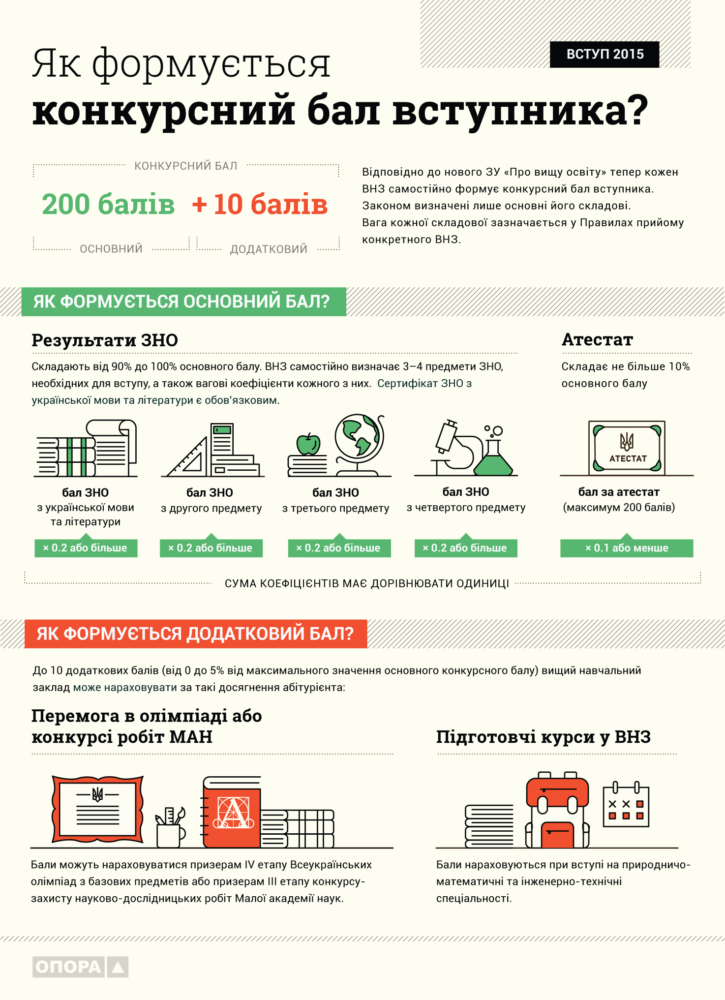 ВСТУП 2015
Як формується
конкурсний бал вступника?
КОНКУРСНИЙ БАЛ
200 балів + 10 балів
ОСНОВНИЙ
ДОДАТКОВИЙ
Відповідно до нового ЗУ «Про вищу освіту» тепер кожен
ВНЗ самостійно формує конкурсний бал вступника.
Законом визначені лише основні його складові.
Вага кожної складової зазначається у Правилах прийому
конкретного ВНЗ.
ЯК ФОРМУЄТЬСЯ ОСНОВНИЙ БАЛ?
Результати ЗНО
Складають від 90% до 100% основного балу. ВНЗ самостійно визначає 3–4 предмети ЗНО,
необхідних для вступу, а також вагові коефіцієнти кожного з них. Сертифікат ЗНО з
української мови та літератури є обов'язковим.
Атестат
Складає не більше 10%
основного балу
АТЕСТАТ
бал ЗНО
з української мови
та літератури
× 0.2 або більше
бал ЗНО
з другого предмету
× 0.2 або більше
бал ЗНО
з третього предмету
× 0.2 або більше
бал ЗНО
з четвертого предмету
× 0.2 або більше
бал за атестат
(максимум 200 балів)
× 0.1 або менше
СУМА КОЕФІЦІЄНТІВ МАЄ ДОРІВНЮВАТИ ОДИНИЦІ
ЯК ФОРМУЄТЬСЯ ДОДАТКОВИЙ БАЛ?
До 10 додаткових балів (від 0 до 5% від максимального значення основного конкурсного балу) вищий навчальний
заклад може нараховувати за такі досягнення абітурієнта:
Перемога в олімпіаді або
конкурсі робіт МАН
А
Бали можуть нараховуватися призерам IV етапу Всеукраїнських
олімпіад з базових предметів або призерам III етапу конкурсу-
захисту науково-дослідницьких робіт Малої академії наук.
Підготовчі курси у ВНЗ
Бали нараховуються при вступі на природничо-
математичні та інженерно-технічні
спеціальності.
ОПОРА